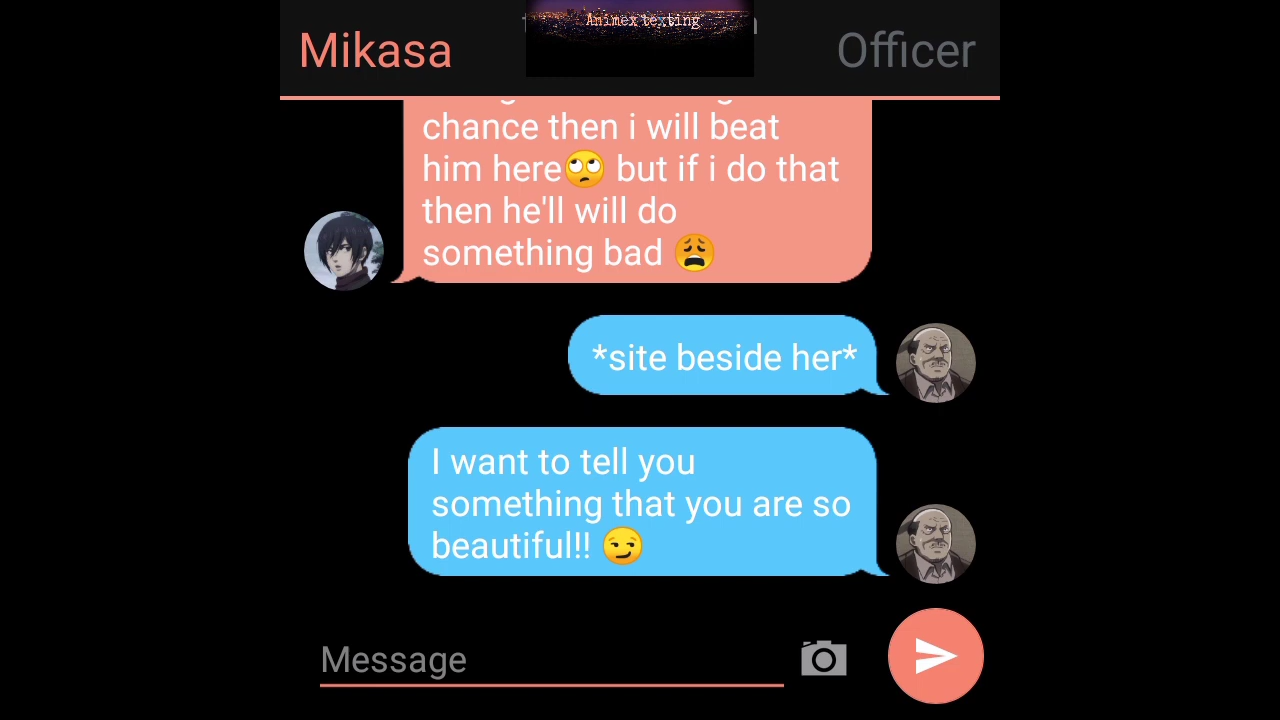 Mikasa
Animex texting
Officer
chance then i will beat
him here🙄 but if i do that
then he'll will do
something bad 😩
*site beside her*
I want to tell you
something that you are so
beautiful!! 😏
Message